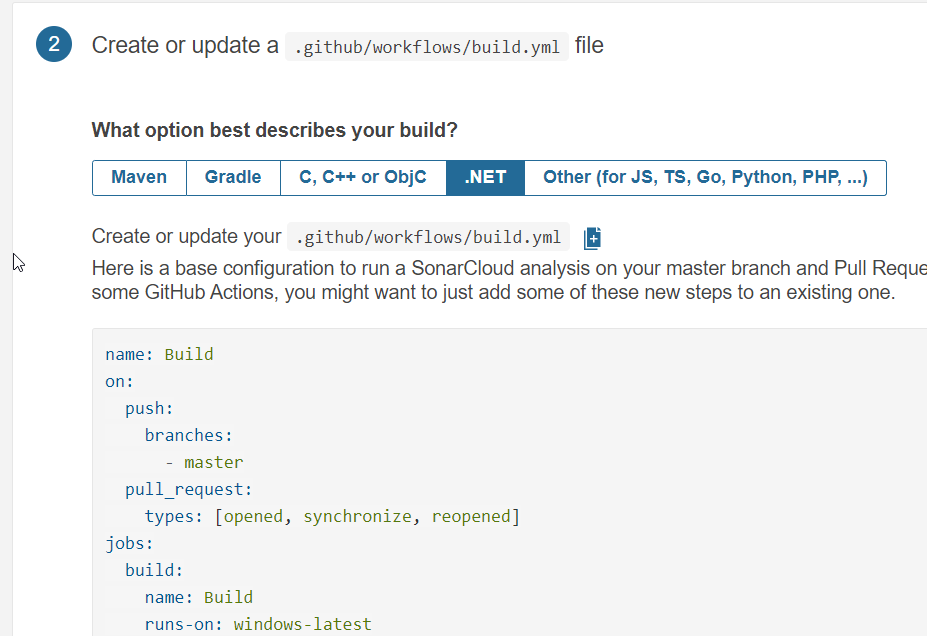 2 Create or update a .github/workflows/build.yml file
What option best describes your build?
Maven Gradle C, C++ or ObjC .NET Other (for JS, TS, Go, Python, PHP, ...)
Create or update your .github/workflows/build.yml
Here is a base configuration to run a SonarCloud analysis on your master branch and Pull Reque
some GitHub Actions, you might want to just add some of these new steps to an existing one.
name: Build
on:
  push:
    branches:
      - master
  pull_request:
    types: [opened, synchronize, reopened]
jobs:
  build:
    name: Build
    runs-on: windows-latest